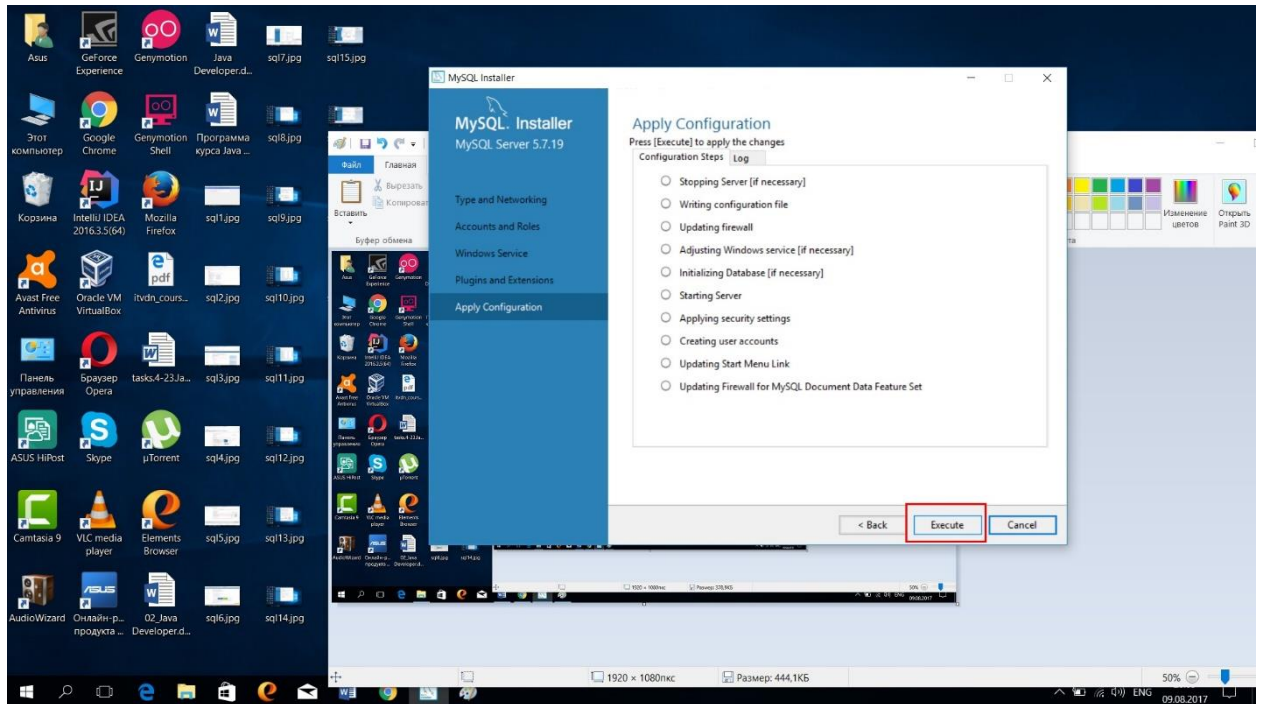 Asus
GeForce Experience
Genymotion
Java Developer.d...
sql7.jpg
sql15.jpg
Этот компьютер
Google Chrome
Genymotion Shell
Программа курса Java ...
sql8.jpg
Корзина
IntelliJ IDEA 2016.3.5(64)
Mozilla Firefox
sql1.jpg
sql9.jpg
Avast Free Antivirus
Oracle VM VirtualBox
itvdn_cours...
sql2.jpg
sql10.jpg
Панель управления
Браузер Opera
tasks.4-23.Ja...
sql3.jpg
sql11.jpg
ASUS HiPost
Skype
µTorrent
sql4.jpg
sql12.jpg
Camtasia 9
VLC media player
Elements Browser
sql5.jpg
sql13.jpg
AudioWizard
Онлайн-р... продукта ...
02_Java Developer.d...
sql6.jpg
sql14.jpg
Файл
Главная
Вставить
Вырезать
Копироват
Буфер обмена
MySQL Installer
MySQL. Installer
MySQL Server 5.7.19
Type and Networking
Accounts and Roles
Windows Service
Plugins and Extensions
Apply Configuration
Apply Configuration
Press [Execute] to apply the changes
Configuration Steps
Log
Stopping Server [if necessary]
Writing configuration file
Updating firewall
Adjusting Windows service [if necessary]
Initializing Database [if necessary]
Starting Server
Applying security settings
Creating user accounts
Updating Start Menu Link
Updating Firewall for MySQL Document Data Feature Set
< Back
Execute
Cancel
Изменение цветов
Открыть Paint 3D
та
1920 × 1080пкс
Размер: 444,1КБ
50%
ENG
09.08.2017